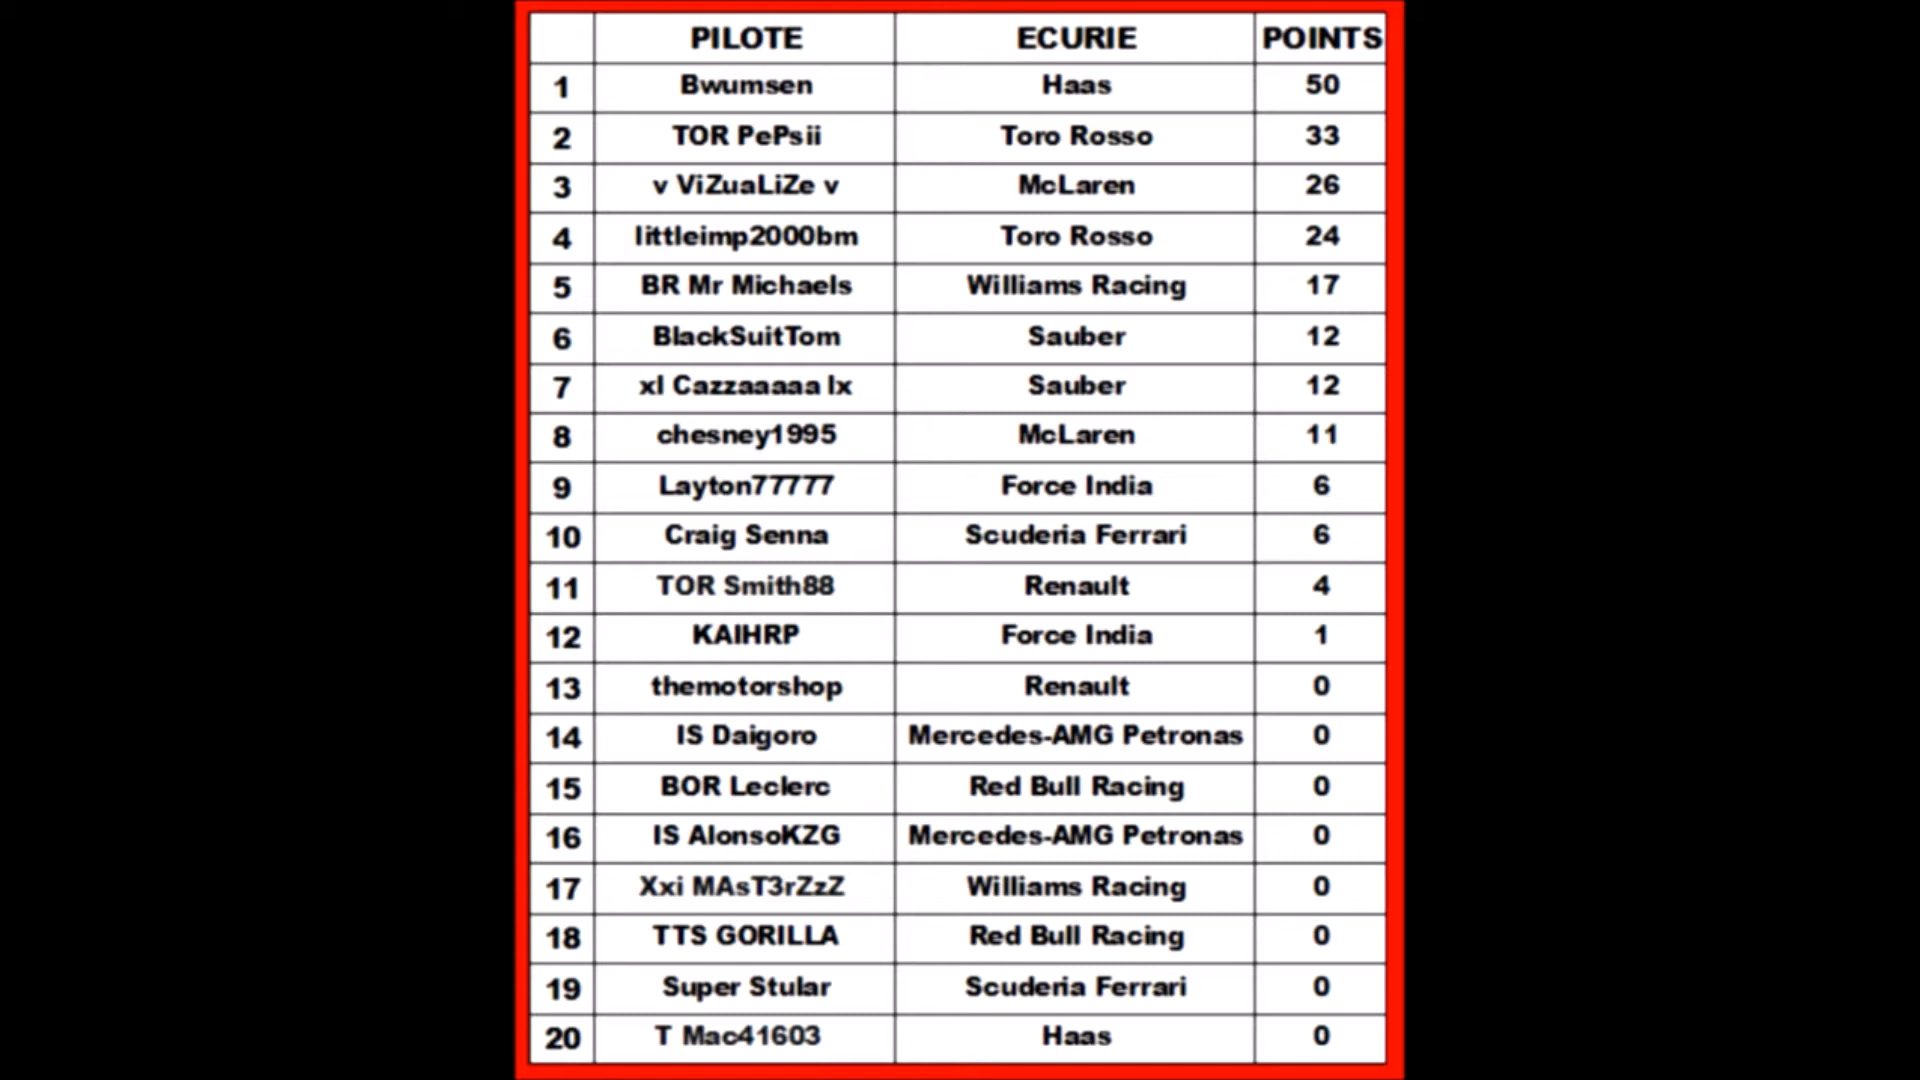 PILOTE ECURIE POINTS
1 Bwumsen Haas 50
2 TOR PePsii Toro Rosso 33
3 v ViZuaLiZe v McLaren 26
4 littleimp2000bm Toro Rosso 24
5 BR Mr Michaels Williams Racing 17
6 BlackSuitTom Sauber 12
7 xI Cazzaaaaa Ix Sauber 12
8 chesney1995 McLaren 11
9 Layton77777 Force India 6
10 Craig Senna Scuderia Ferrari 6
11 TOR Smith88 Renault 4
12 KAIHRP Force India 1
13 themotorshop Renault 0
14 IS Daigoro Mercedes-AMG Petronas 0
15 BOR Leclerc Red Bull Racing 0
16 IS AlonsoKZG Mercedes-AMG Petronas 0
17 Xxi MAsT3rZzZ Williams Racing 0
18 TTS GORILLA Red Bull Racing 0
19 Super Stular Scuderia Ferrari 0
20 T Mac41603 Haas 0